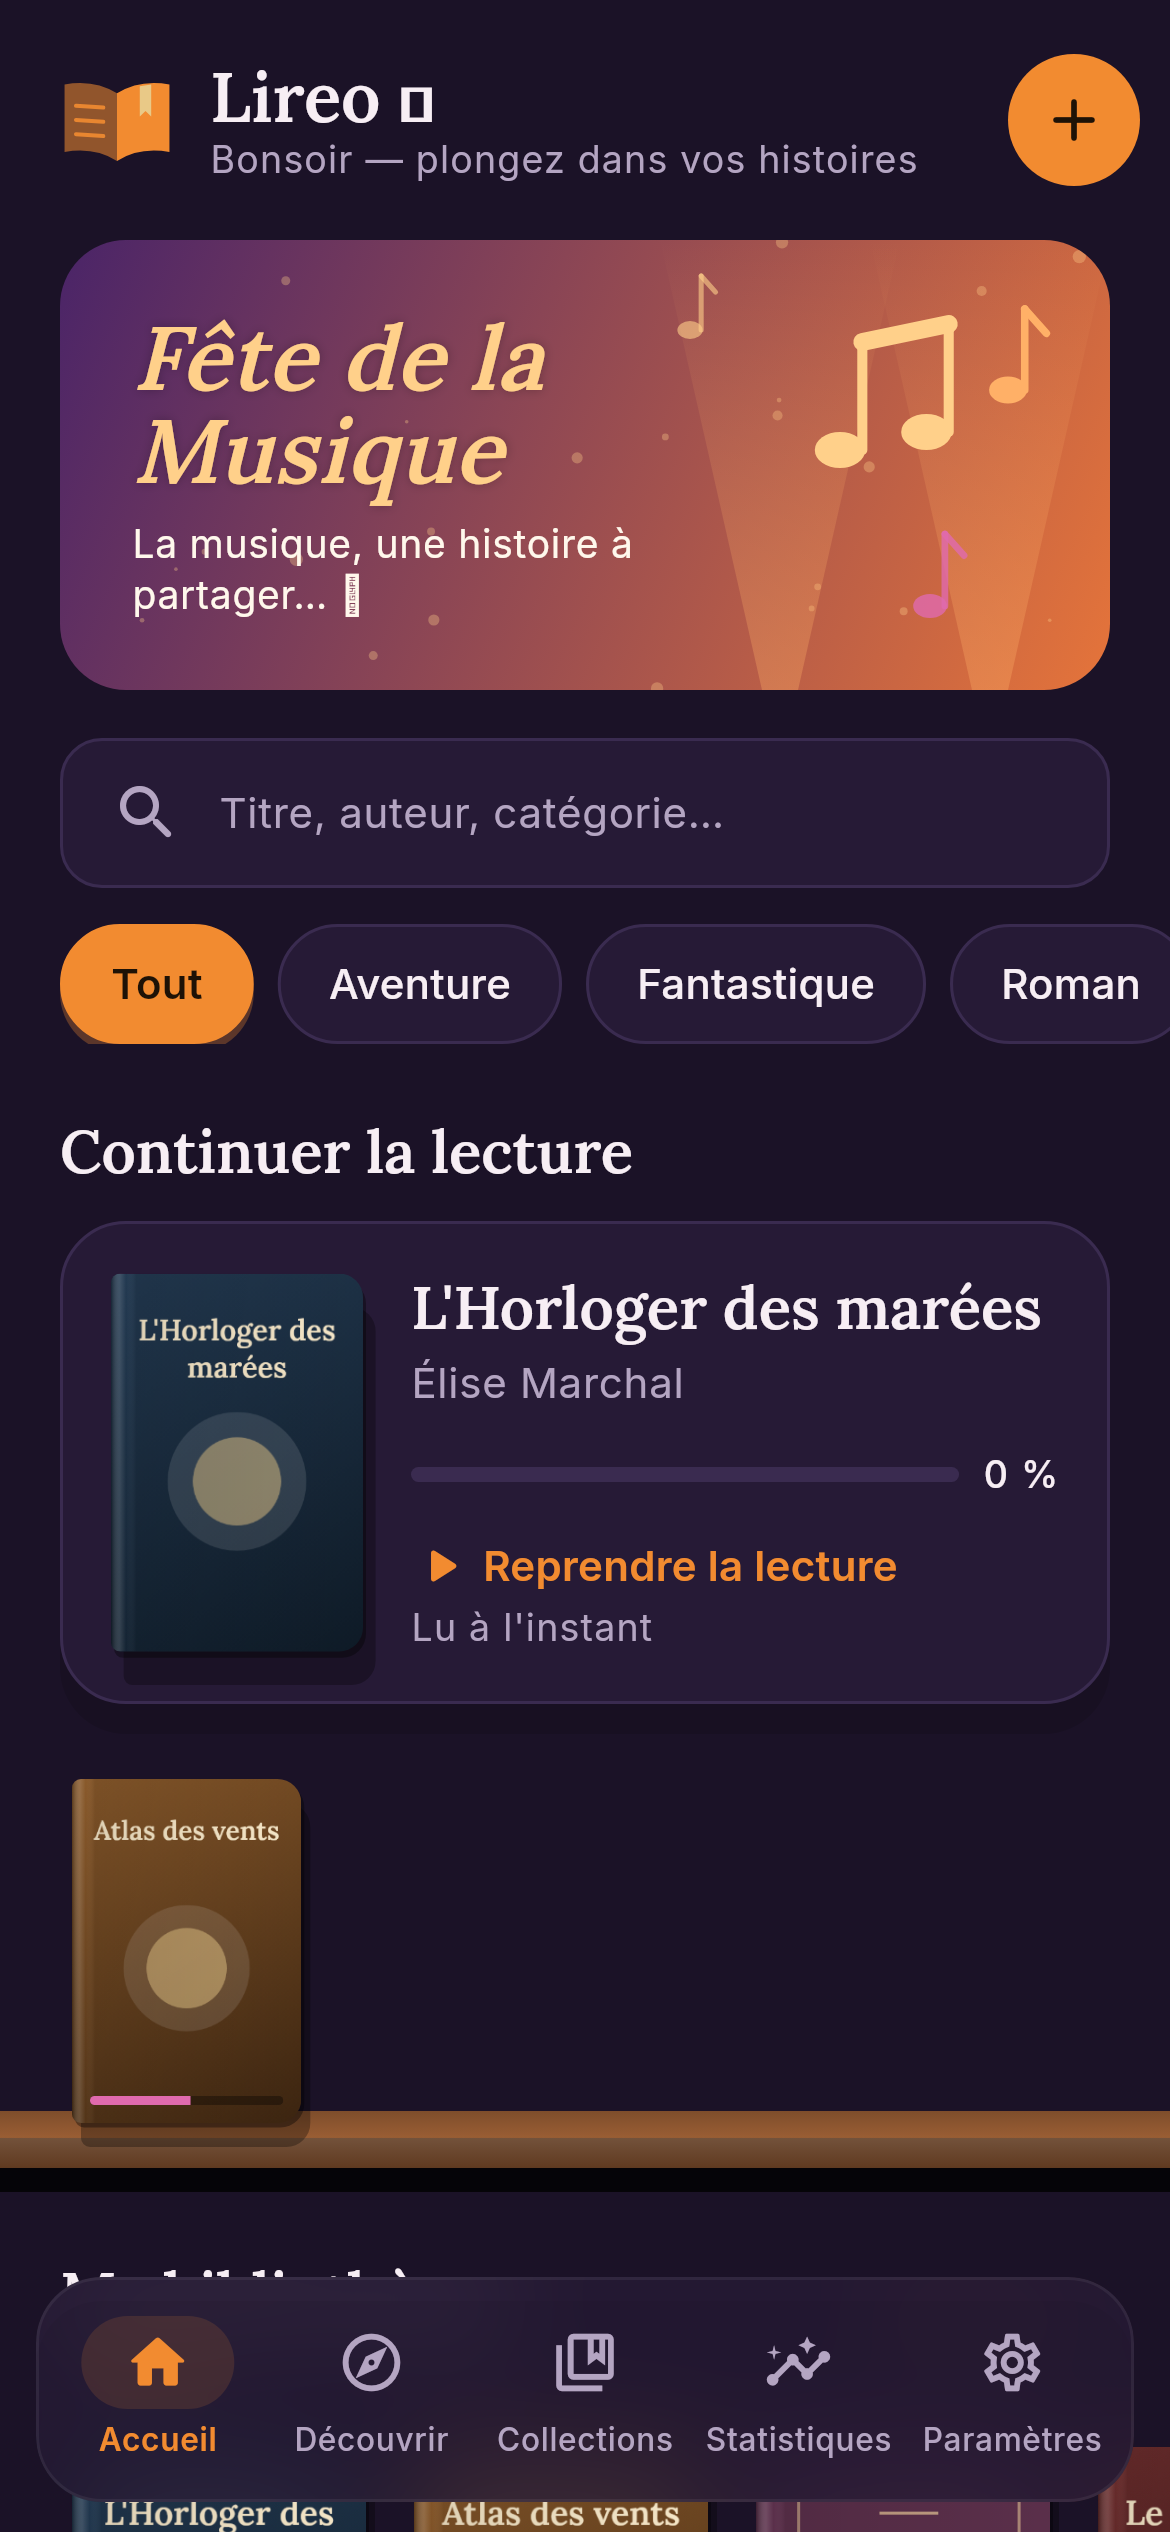 Lireo
Bonsoir — plongez dans vos histoires
Fête de la
Musique
La musique, une histoire à
partager...
Titre, auteur, catégorie...
Tout
Aventure
Fantastique
Roman
Continuer la lecture
L'Horloger des
marées
L'Horloger des marées
Élise Marchal
0 %
Reprendre la lecture
Lu à l'instant
Atlas des vents
Accueil
Découvrir
Collections
Statistiques
Paramètres
L'Horloger des
Atlas des vents
Le